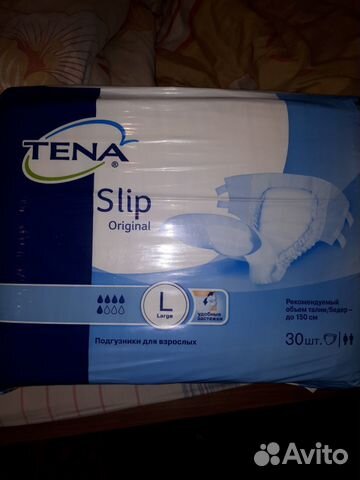 TENA®
Slip
Original
L
Large
удобные
застежки
Рекомендуемый
объем талии/бедер –
до 150 см
Подгузники для взрослых
30шт.
Avito